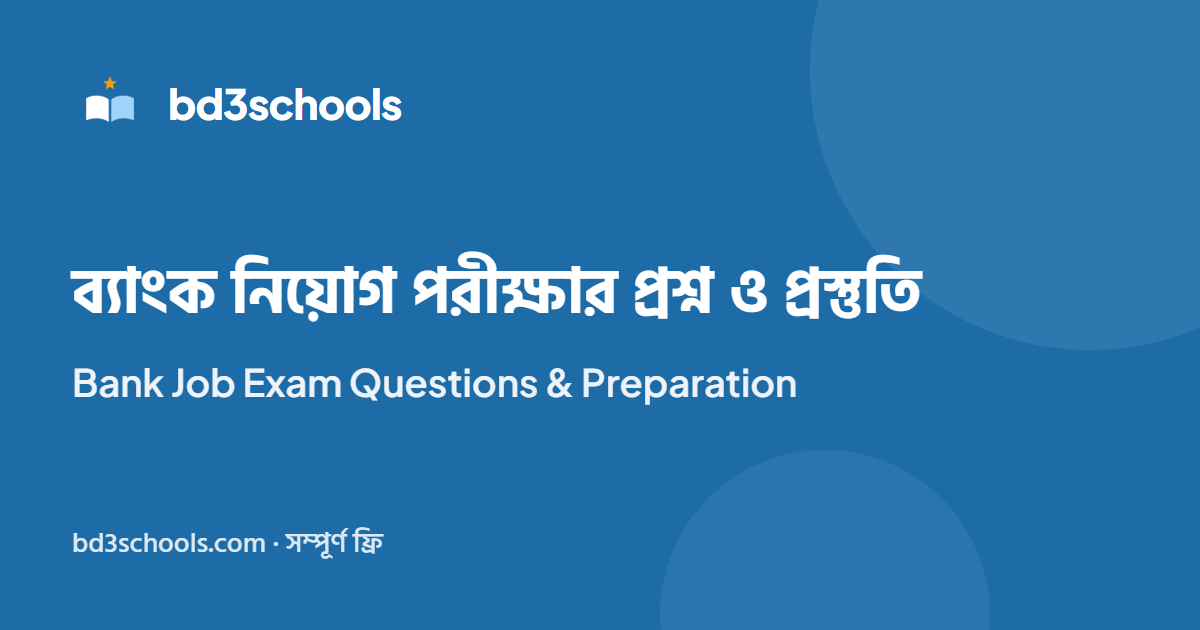 bd3schools
ব্যাংক নিয়োগ পরীক্ষার প্রশ্ন ও প্রস্তুতি
Bank Job Exam Questions & Preparation
bd3schools.com · সম্পূর্ণ ফ্রি